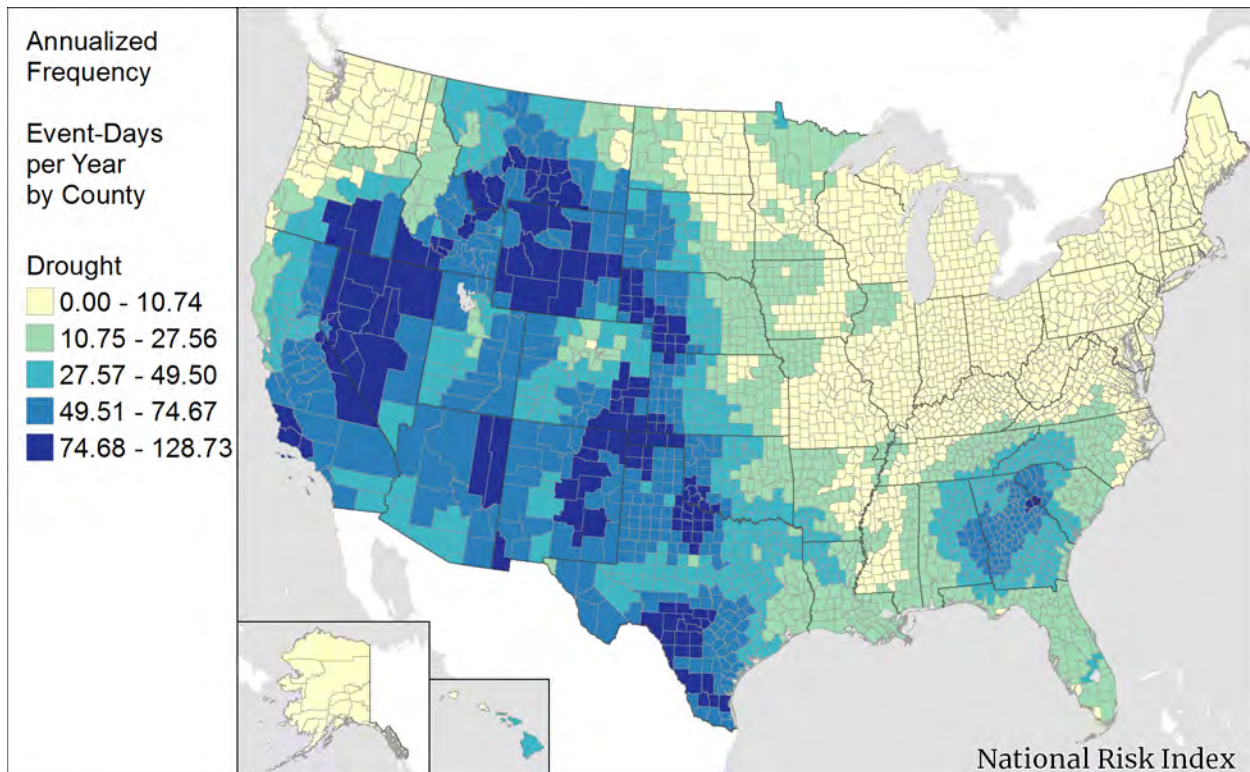 Annualized
Frequency
Event-Days
per Year
by County
Drought
0.00 - 10.74
10.75 - 27.56
27.57 - 49.50
49.51 - 74.67
74.68 - 128.73
National Risk Index